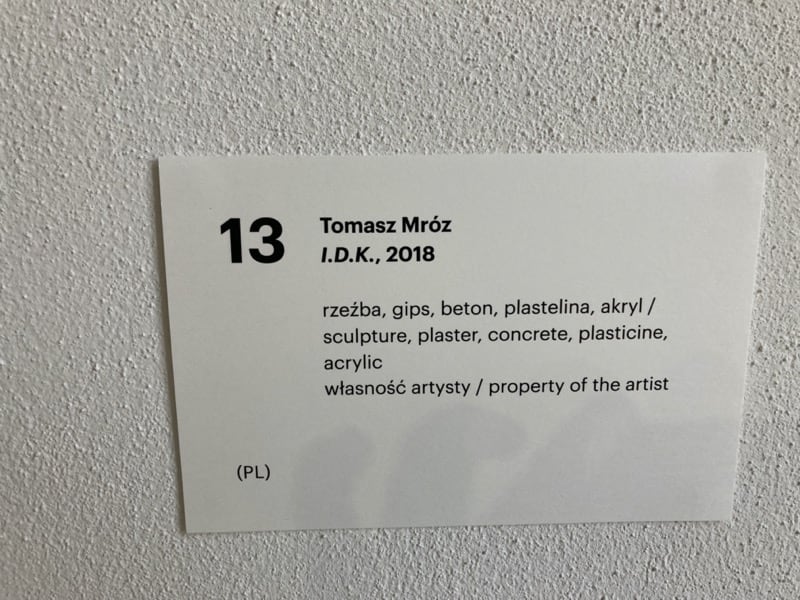 13
Tomasz Mróz
I.D.K., 2018
rzeźba, gips, beton, plastelina, akryl /
sculpture, plaster, concrete, plasticine,
acrylic
własność artysty / property of the artist
(PL)